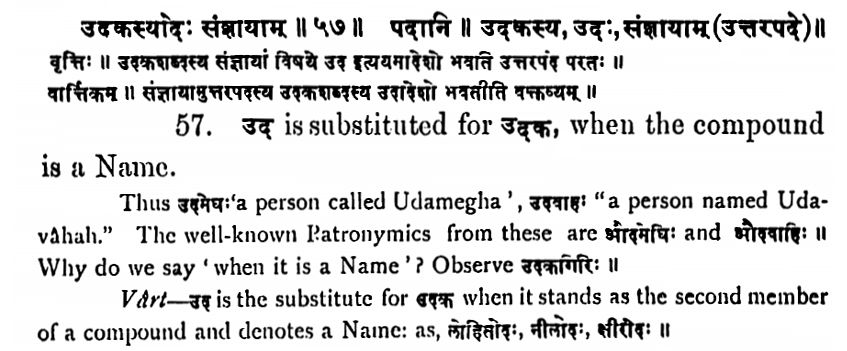 उदकस्योदः संज्ञायाम् ॥ ५७ ॥ पदानि ॥ उदकस्य, उदः, संज्ञायाम् (उत्तरपदे) ॥
वृत्तिः ॥ उदकशब्दस्य संज्ञायां विषये उद इत्ययमादेशो भवति उत्तरपदे परतः ॥
वार्त्तिकम् ॥ संज्ञायामुत्तरपदस्य उदकशब्दस्य उदादेशो भवतीति वक्तव्यम् ॥
57. उद is substituted for उदक, when the compound
is a Name.
Thus उदमेघः 'a person called Udamegha', उदवाहः "a person named Uda-
vâhah." The well-known Patronymics from these are औदमेघिः and औदवाहिः ॥
Why do we say 'when it is a Name'? Observe उदकगिरिः ॥
Vârt—उद is the substitute for उदक when it stands as the second member
of a compound and denotes a Name: as, लोहितोदः, नीलोदः, क्षीरोदः ॥